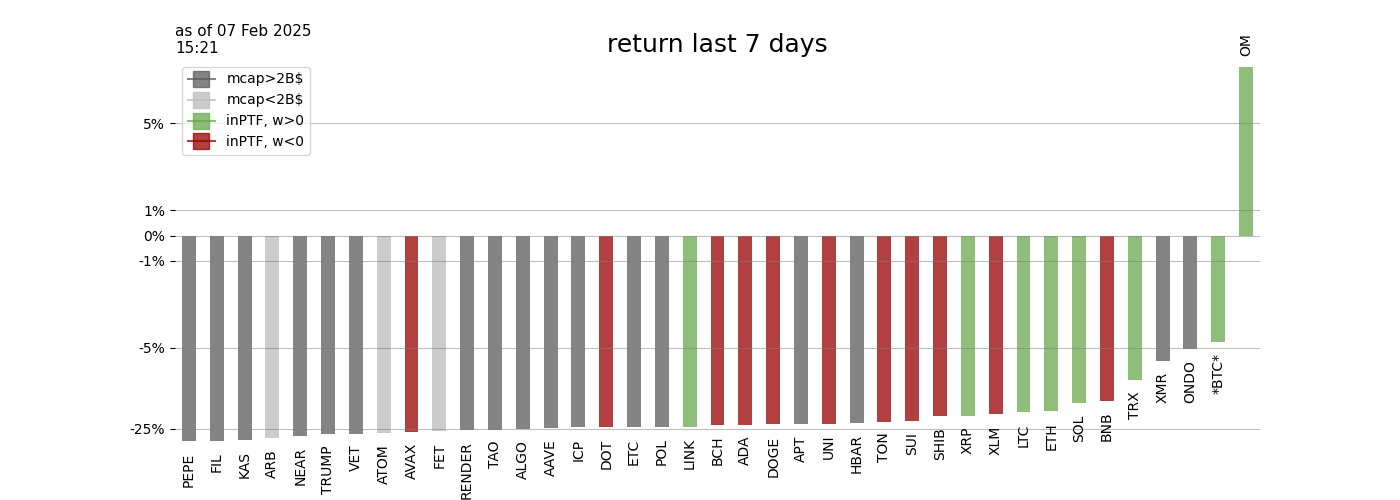 as of 07 Feb 2025
15:21
return last 7 days
mcap>2B$
mcap<2B$
inPTF, w>0
inPTF, w<0
5%
1%
0%
-1%
-5%
-25%
PEPE
FIL
KAS
ARB
NEAR
TRUMP
VET
ATOM
AVAX
FET
RENDER
TAO
ALGO
AAVE
ICP
DOT
ETC
POL
LINK
BCH
ADA
DOGE
APT
UNI
HBAR
TON
SUI
SHIB
XRP
XLM
LTC
ETH
SOL
BNB
TRX
XMR
ONDO
*BTC*
OM